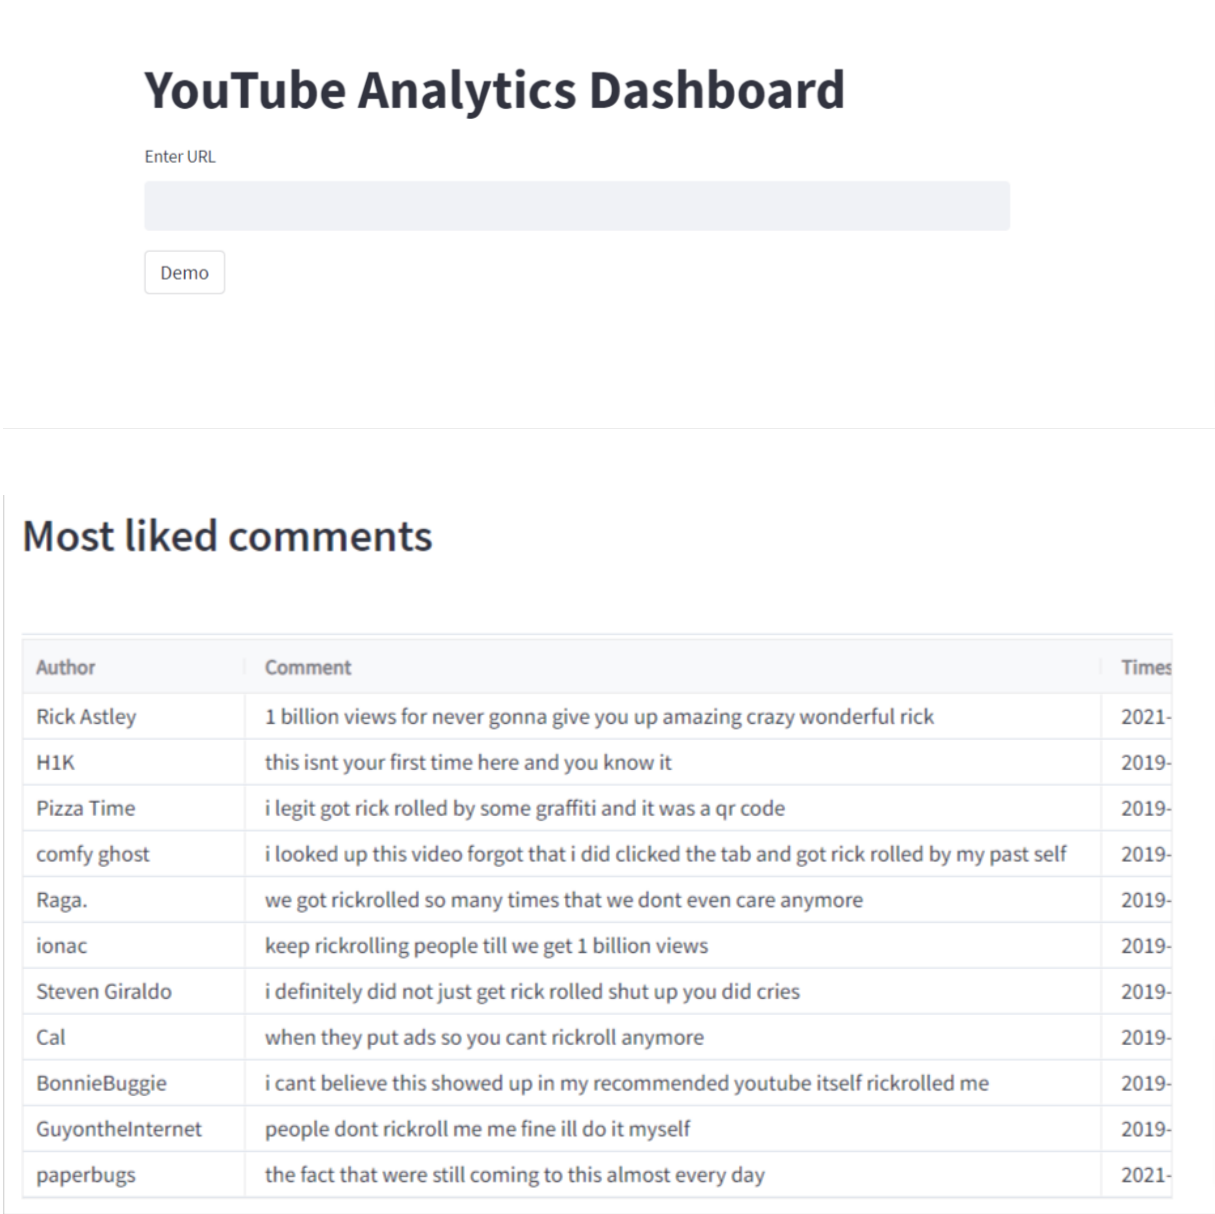 YouTube Analytics Dashboard
Enter URL
Demo
Most liked comments
Author Comment Times
Rick Astley 1 billion views for never gonna give you up amazing crazy wonderful rick 2021-
H1K this isnt your first time here and you know it 2019-
Pizza Time i legit got rick rolled by some graffiti and it was a qr code 2019-
comfy ghost i looked up this video forgot that i did clicked the tab and got rick rolled by my past self 2019-
Raga. we got rickrolled so many times that we dont even care anymore 2019-
ionac keep rickrolling people till we get 1 billion views 2019-
Steven Giraldo i definitely did not just get rick rolled shut up you did cries 2019-
Cal when they put ads so you cant rickroll anymore 2019-
BonnieBuggie i cant believe this showed up in my recommended youtube itself rickrolled me 2019-
GuyontheInternet people dont rickroll me me fine ill do it myself 2019-
paperbugs the fact that were still coming to this almost every day 2021-